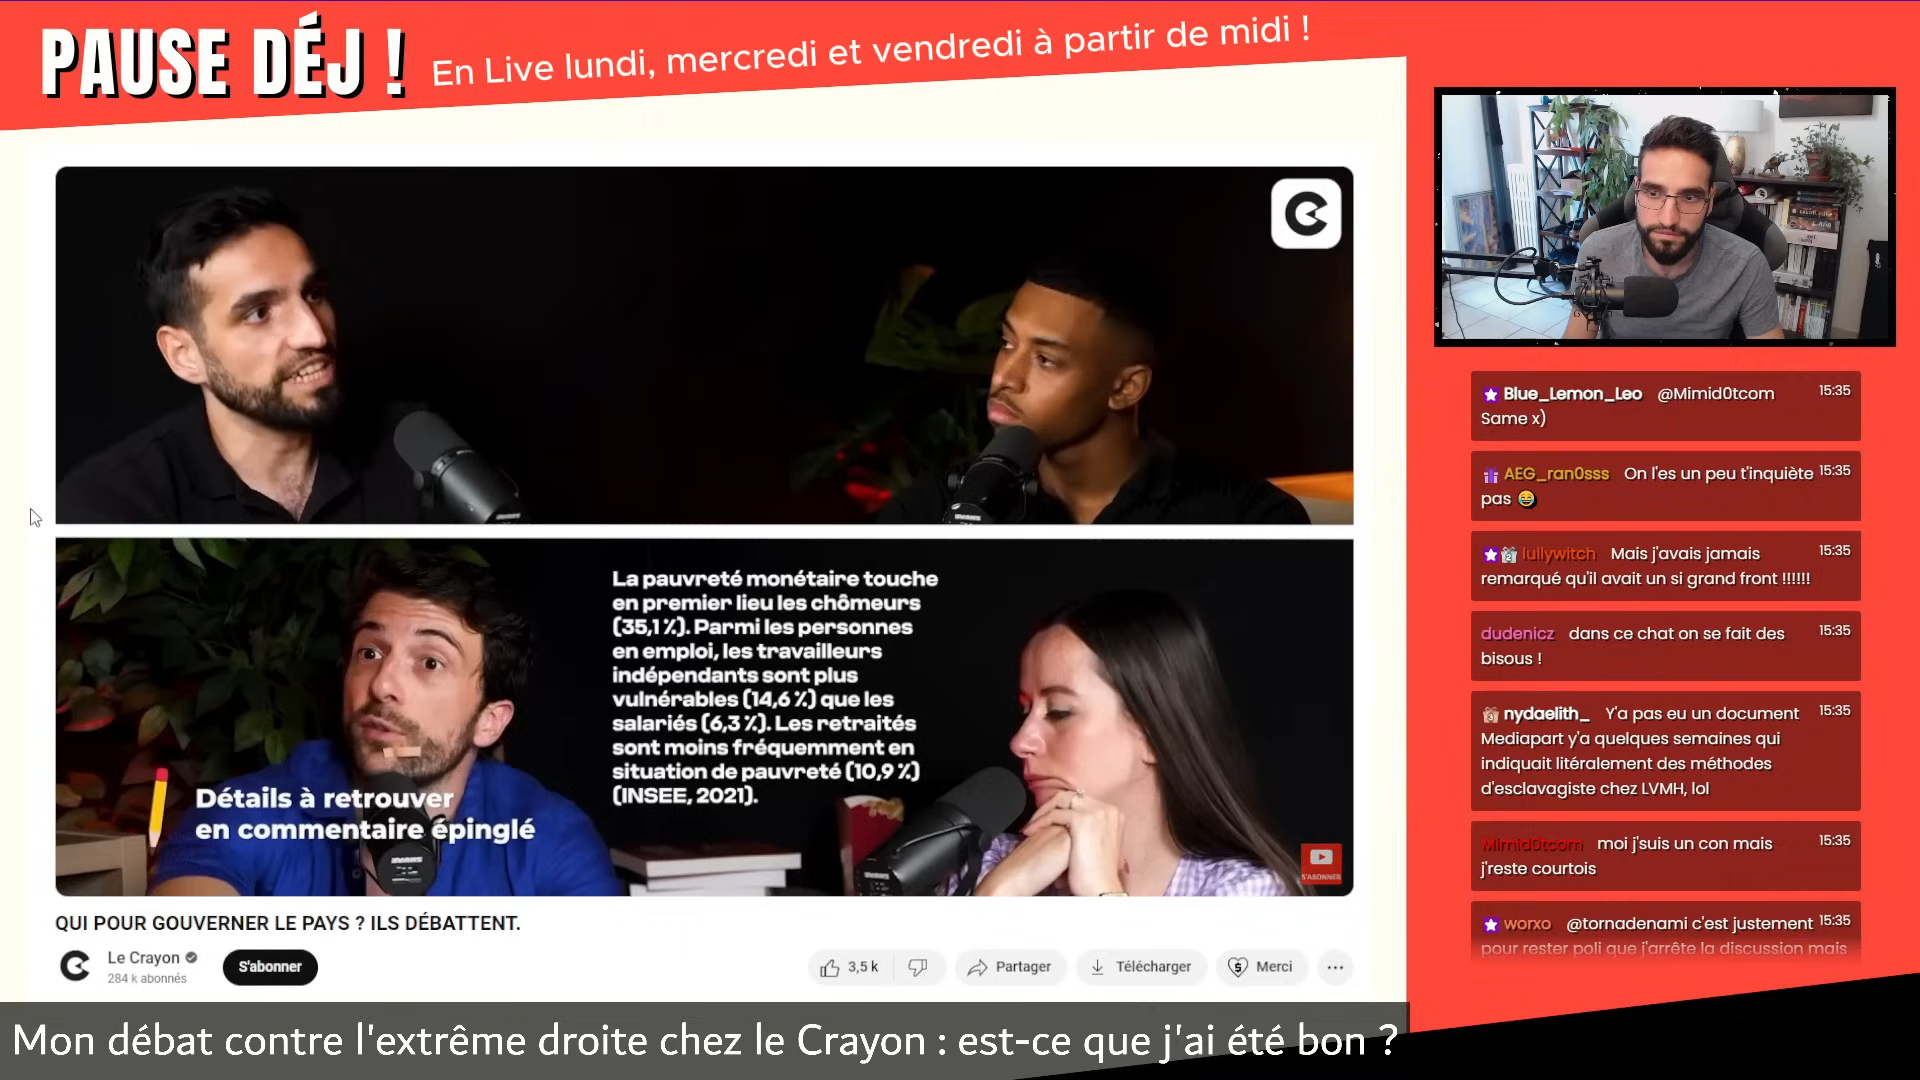 PAUSE DÉJ !
En Live lundi, mercredi et vendredi à partir de midi !
La pauvreté monétaire touche
en premier lieu les chômeurs
(35,1 %). Parmi les personnes
en emploi, les travailleurs
indépendants sont plus
vulnérables (14,6 %) que les
salariés (6,3 %). Les retraités
sont moins fréquemment en
situation de pauvreté (10,9 %)
(INSEE, 2021).
Détails à retrouver
en commentaire épinglé
S'ABONNER
QUI POUR GOUVERNER LE PAYS ? ILS DÉBATTENT.
Le Crayon
284 k abonnés
S'abonner
3,5 k
Partager
Télécharger
Merci
Mon débat contre l'extrême droite chez le Crayon : est-ce que j'ai été bon ?
Blue_Lemon_Leo @Mimid0tcom 15:35
Same x)
AEG_ran0sss On l'es un peu t'inquiète 15:35
pas 😄
lullywitch Mais j'avais jamais 15:35
remarqué qu'il avait un si grand front !!!!!!
dudenicz dans ce chat on se fait des 15:35
bisous !
nydaelith_ Y'a pas eu un document 15:35
Mediapart y'a quelques semaines qui
indiquait litéralement des méthodes
d'esclavagiste chez LVMH, lol
Mimid0tcom moi j'suis un con mais 15:35
j'reste courtois
worxo @tornadenami c'est justement 15:35
pour rester poli que j'arrête la discussion mais